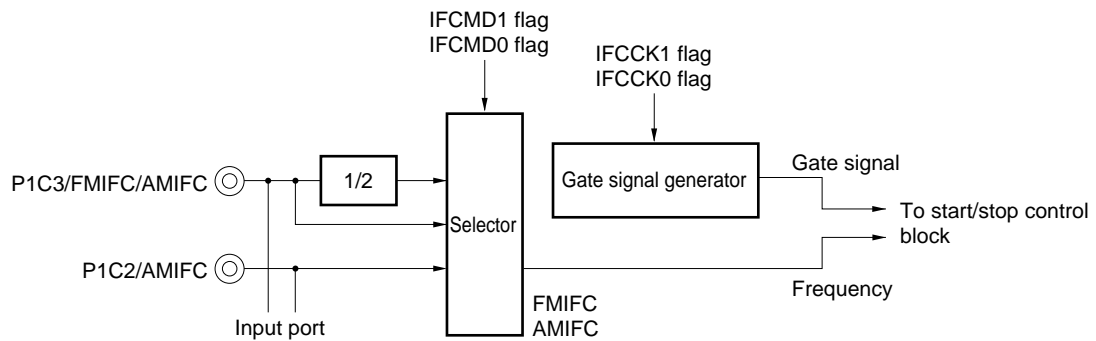 IFCMD1 flag
IFCMD0 flag
IFCCK1 flag
IFCCK0 flag
P1C3/FMIFC/AMIFC
1/2
Selector
Gate signal generator
Gate signal
To start/stop control
block
P1C2/AMIFC
Frequency
FMIFC
AMIFC
Input port